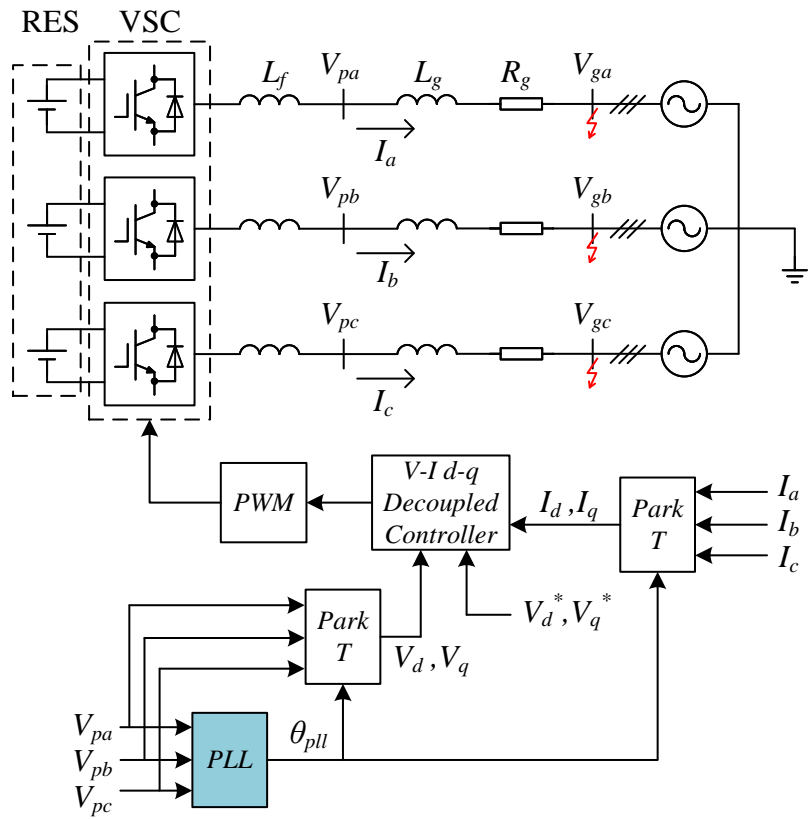 RES VSC
L_f V_pa L_g R_g V_ga
I_a
V_pb V_gb
I_b
V_pc V_gc
I_c
V-I d-q
Decoupled
Controller
PWM
I_d ,I_q
Park
T
I_a
I_b
I_c
V_d^*,V_q^*
Park
T
V_d ,V_q
V_pa
V_pb
V_pc
PLL
θ_pll